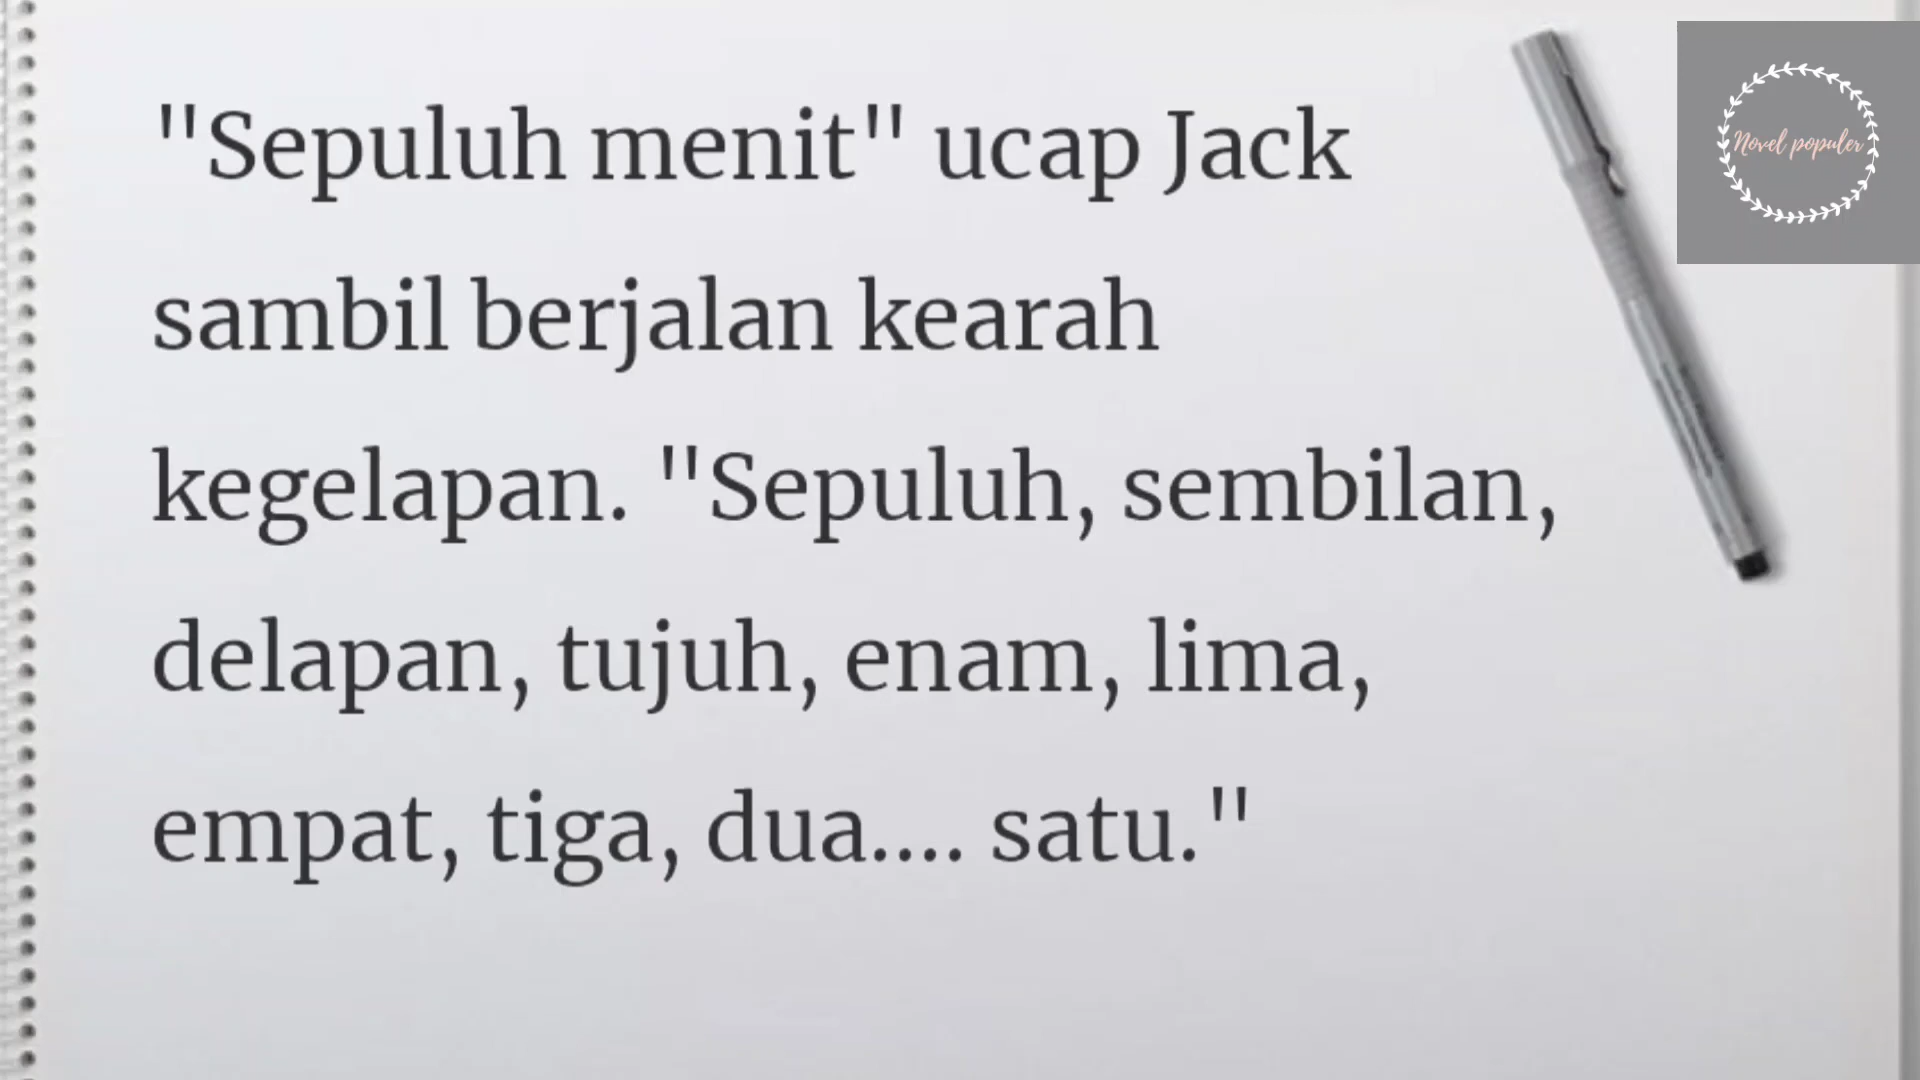 "Sepuluh menit" ucap Jack
sambil berjalan kearah
kegelapan. "Sepuluh, sembilan,
delapan, tujuh, enam, lima,
empat, tiga, dua.... satu."
Novel populer